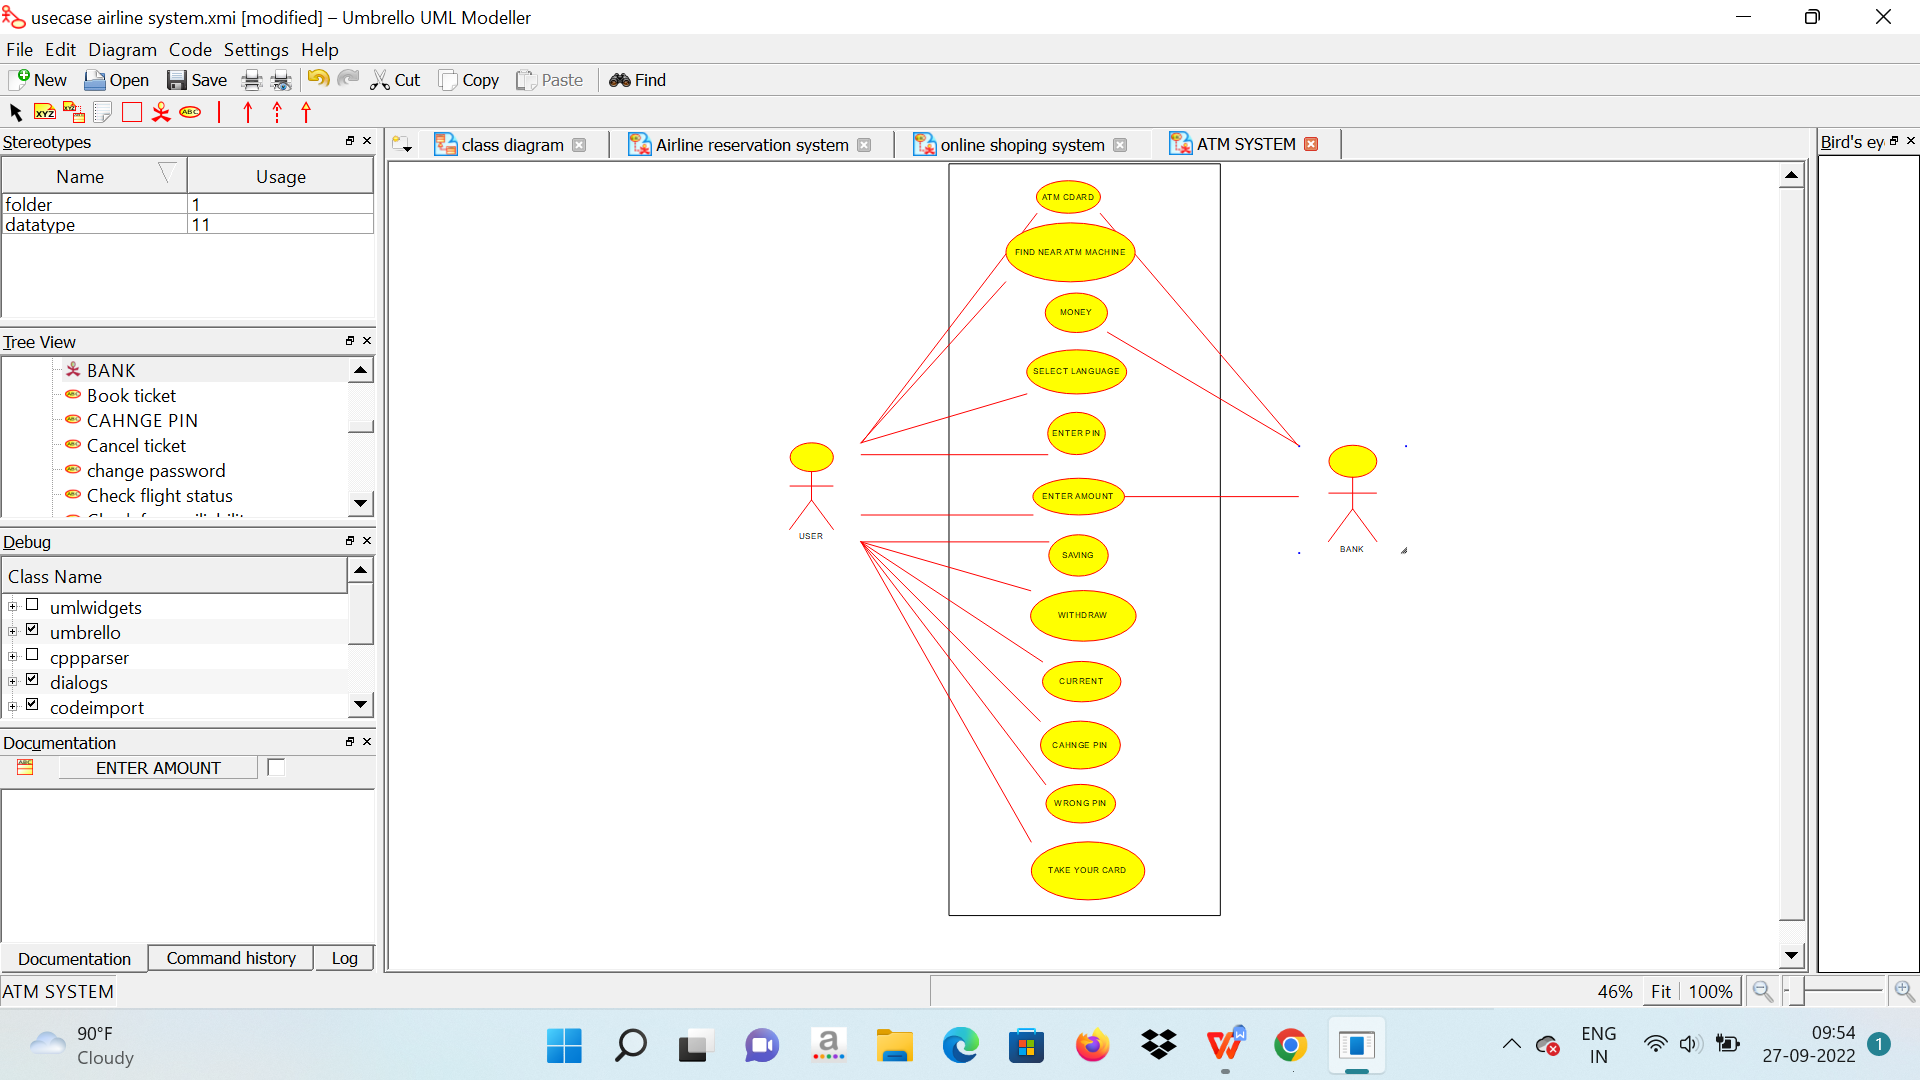 usecase airline system.xmi [modified] – Umbrello UML Modeller
File Edit Diagram Code Settings Help
New Open Save Cut Copy Paste Find
XYZ XYZ ABC
Stereotypes
Name Usage
folder 1
datatype 11
Tree View
BANK
Book ticket
CAHNGE PIN
Cancel ticket
change password
Check flight status
Debug
Class Name
umlwidgets
umbrello
cppparser
dialogs
codeimport
Documentation
ENTER AMOUNT
Documentation Command history Log
class diagram Airline reservation system online shoping system ATM SYSTEM
ATM CDARD
FIND NEAR ATM MACHINE
MONEY
SELECT LANGUAGE
ENTER PIN
ENTER AMOUNT
SAVING
WITHDRAW
CURRENT
CAHNGE PIN
WRONG PIN
TAKE YOUR CARD
USER
BANK
Bird's ey
ATM SYSTEM
46% Fit 100%
90°F
Cloudy
ENG
IN
09:54
27-09-2022
1